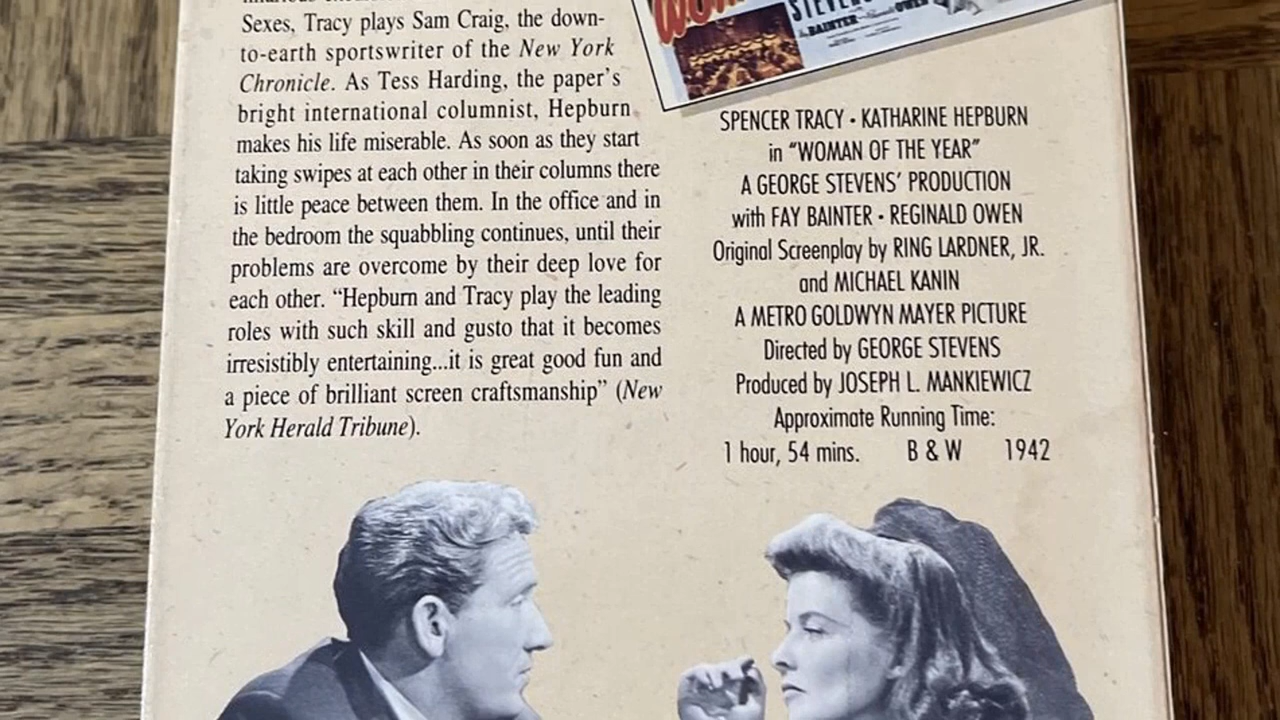 Sexes, Tracy plays Sam Craig, the down-
to-earth sportswriter of the New York
Chronicle. As Tess Harding, the paper's
bright international columnist, Hepburn
makes his life miserable. As soon as they start
taking swipes at each other in their columns there
is little peace between them. In the office and in
the bedroom the squabbling continues, until their
problems are overcome by their deep love for
each other. “Hepburn and Tracy play the leading
roles with such skill and gusto that it becomes
irresistibly entertaining...it is great good fun and
a piece of brilliant screen craftsmanship” (New
York Herald Tribune).
STEVENS
BAINTER
OWEN
SPENCER TRACY • KATHARINE HEPBURN
in “WOMAN OF THE YEAR”
A GEORGE STEVENS’ PRODUCTION
with FAY BAINTER • REGINALD OWEN
Original Screenplay by RING LARDNER, JR.
and MICHAEL KANIN
A METRO GOLDWYN MAYER PICTURE
Directed by GEORGE STEVENS
Produced by JOSEPH L. MANKIEWICZ
Approximate Running Time:
1 hour, 54 mins. B & W 1942